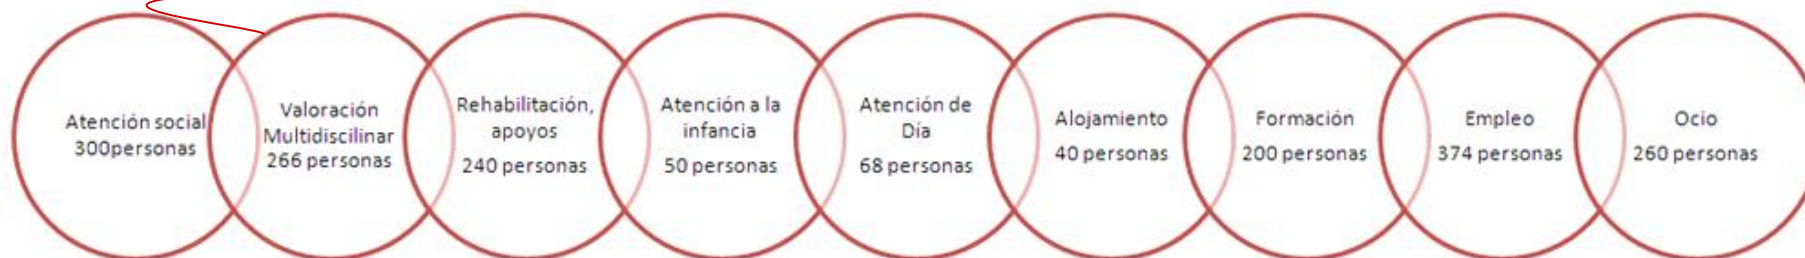 Atención social
300personas
Valoración
Multidiscilinar
266 personas
Rehabilitación,
apoyos
240 personas
Atención a la
infancia
50 personas
Atención de
Día
68 personas
Alojamiento
40 personas
Formación
200 personas
Empleo
374 personas
Ocio
260 personas